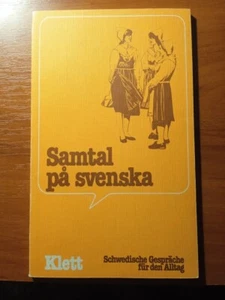 Samtal
på svenska
Klett
Schwedische Gespräche
für den Alltag